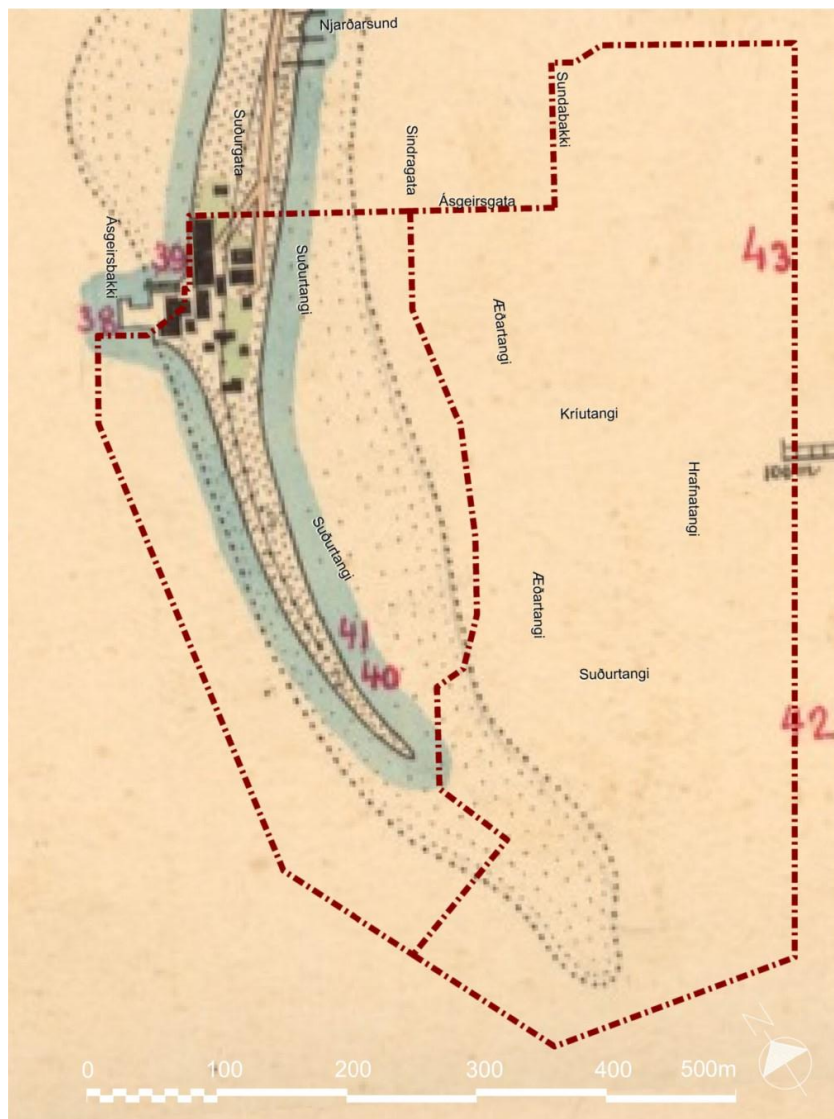 Njarðarsund
Suðurgata
Sindragata
Sundabakki
Ásgeirsgata
Ásgeirsbakki
39
38
Suðurtangi
43
Æðartangi
Kríutangi
Hrafnatangi
Suðurtangi
41
40
Æðartangi
Suðurtangi
42
N
0 100 200 300 400 500m